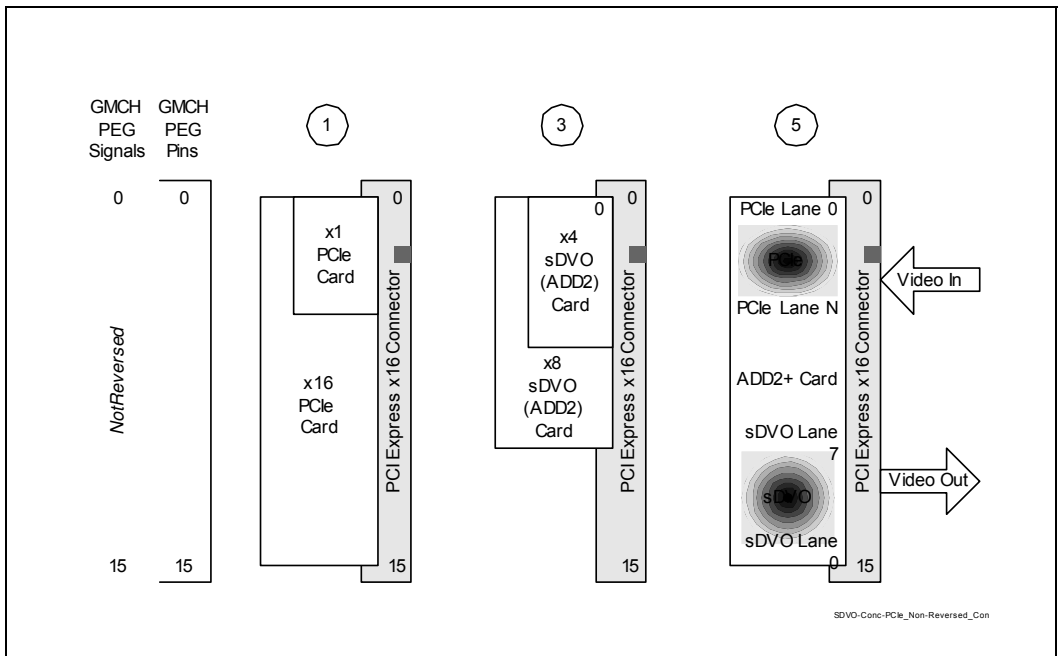 GMCH
PEG
Signals
GMCH
PEG
Pins
1
3
5
0
0
15
15
NotReversed
x1
PCIe
Card
x16
PCIe
Card
0
PCI Express x16 Connector
15
0
x4
sDVO
(ADD2)
Card
x8
sDVO
(ADD2)
Card
0
PCI Express x16 Connector
15
PCIe Lane 0
PCIe
PCIe Lane N
ADD2+ Card
sDVO Lane
7
sDVO
sDVO Lane
0
0
PCI Express x16 Connector
15
Video In
Video Out
SDVO-Conc-PCIe_Non-Reversed_Con